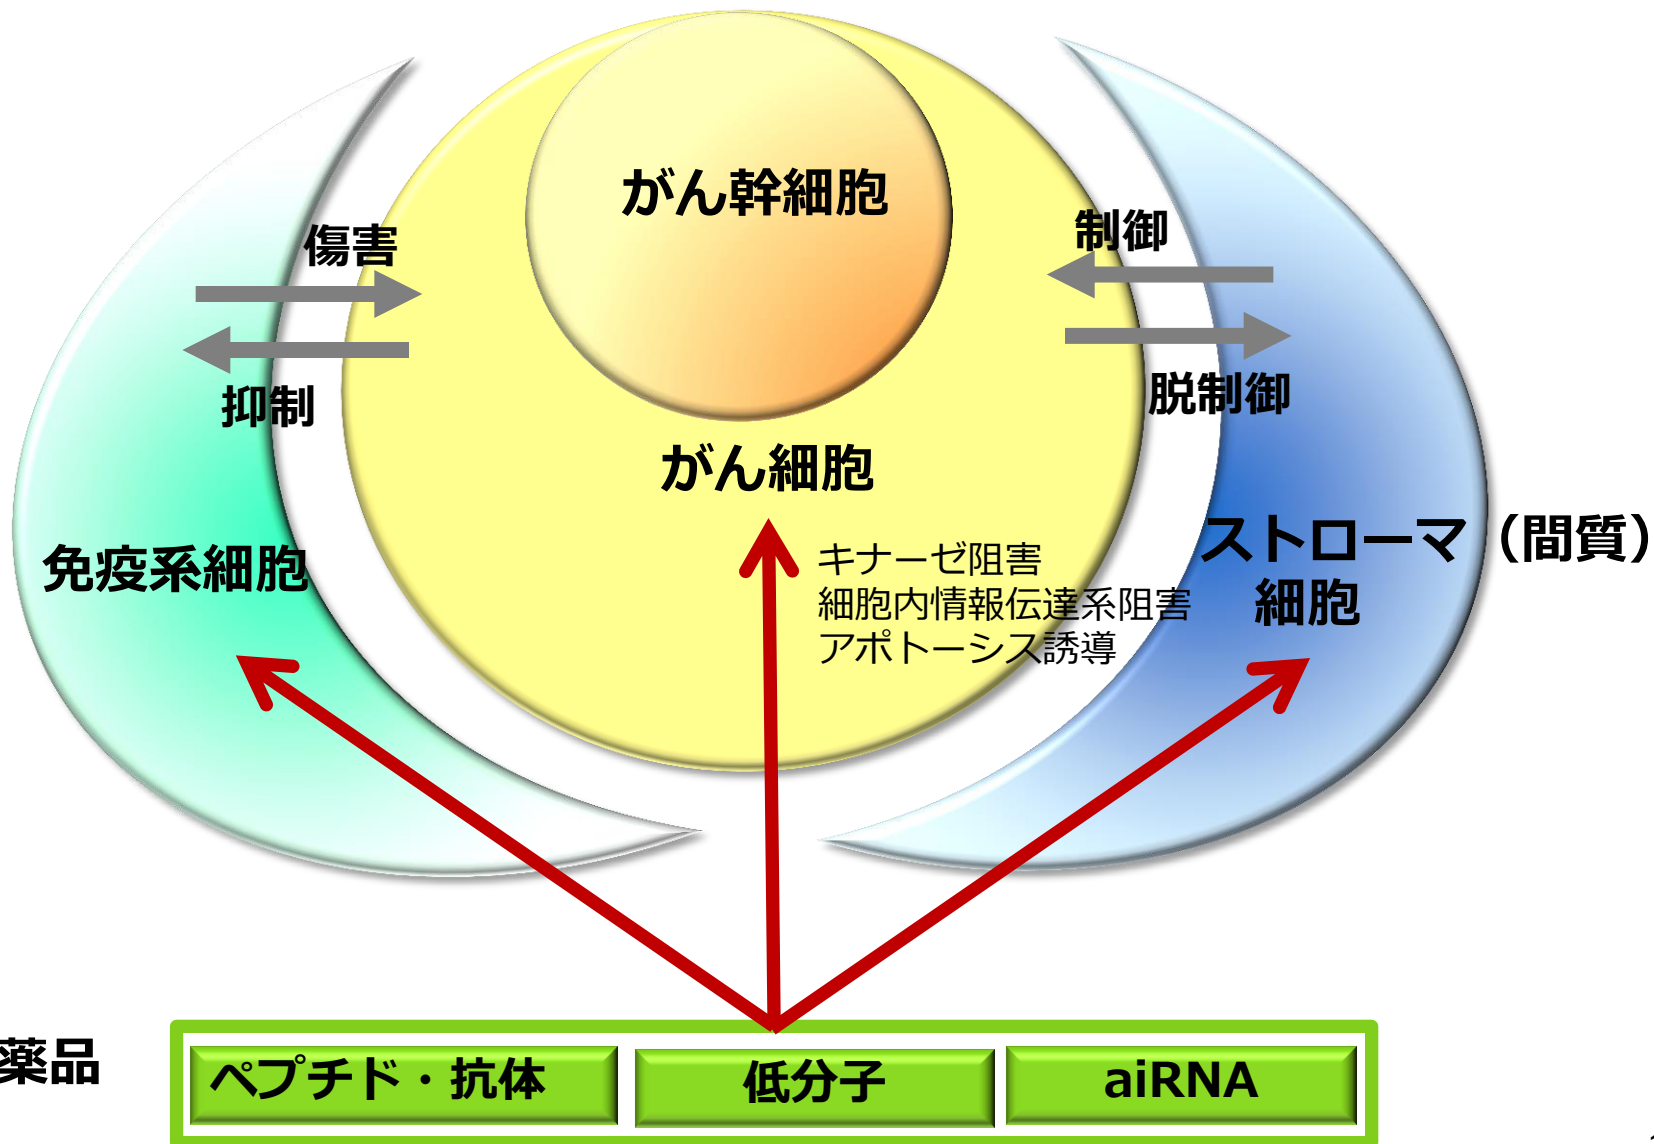 がん幹細胞
傷害
制御
抑制
脱制御
がん細胞
免疫系細胞
ストローマ（間質）
細胞
キナーゼ阻害
細胞内情報伝達系阻害
アポトーシス誘導
薬品
ペプチド・抗体
低分子
aiRNA